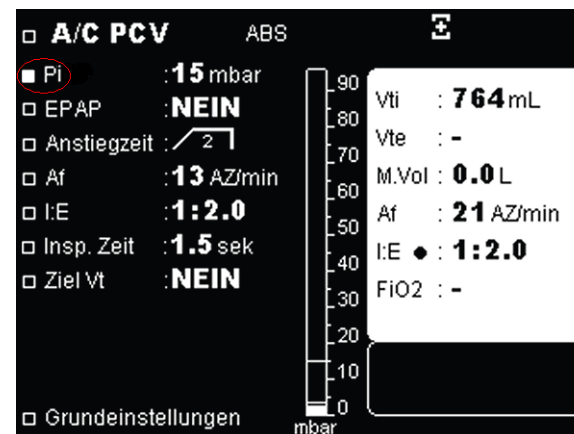 A/C PCV ABS
Pi :15 mbar
EPAP :NEIN
Anstiegzeit : 2
Af :13 AZ/min
I:E :1:2.0
Insp. Zeit :1.5 sek
Ziel Vt :NEIN
Grundeinstellungen
90
80
70
60
50
40
30
20
10
0
mbar
Vti : 764 mL
Vte : -
M.Vol : 0.0 L
Af : 21 AZ/min
I:E ● : 1:2.0
FiO2 : -